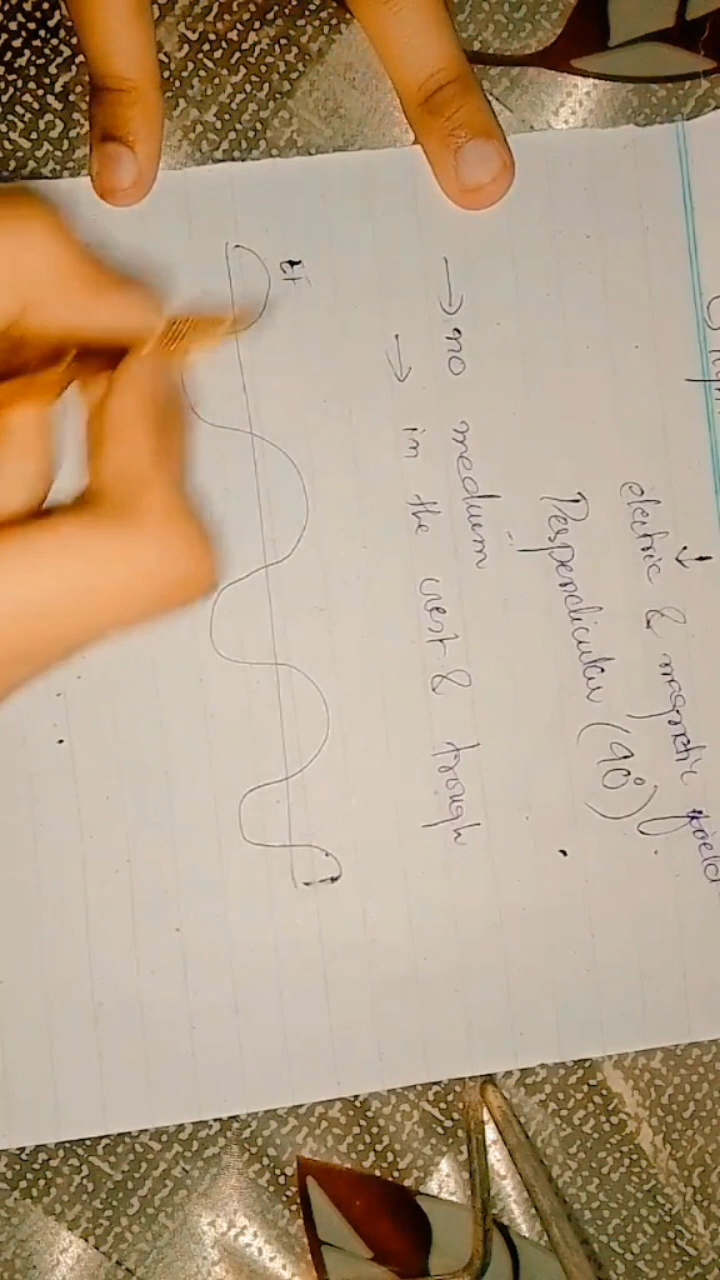 electric & magnetic field
Perpendicular (90°)
→ no medium
→ in the crest & trough
EF